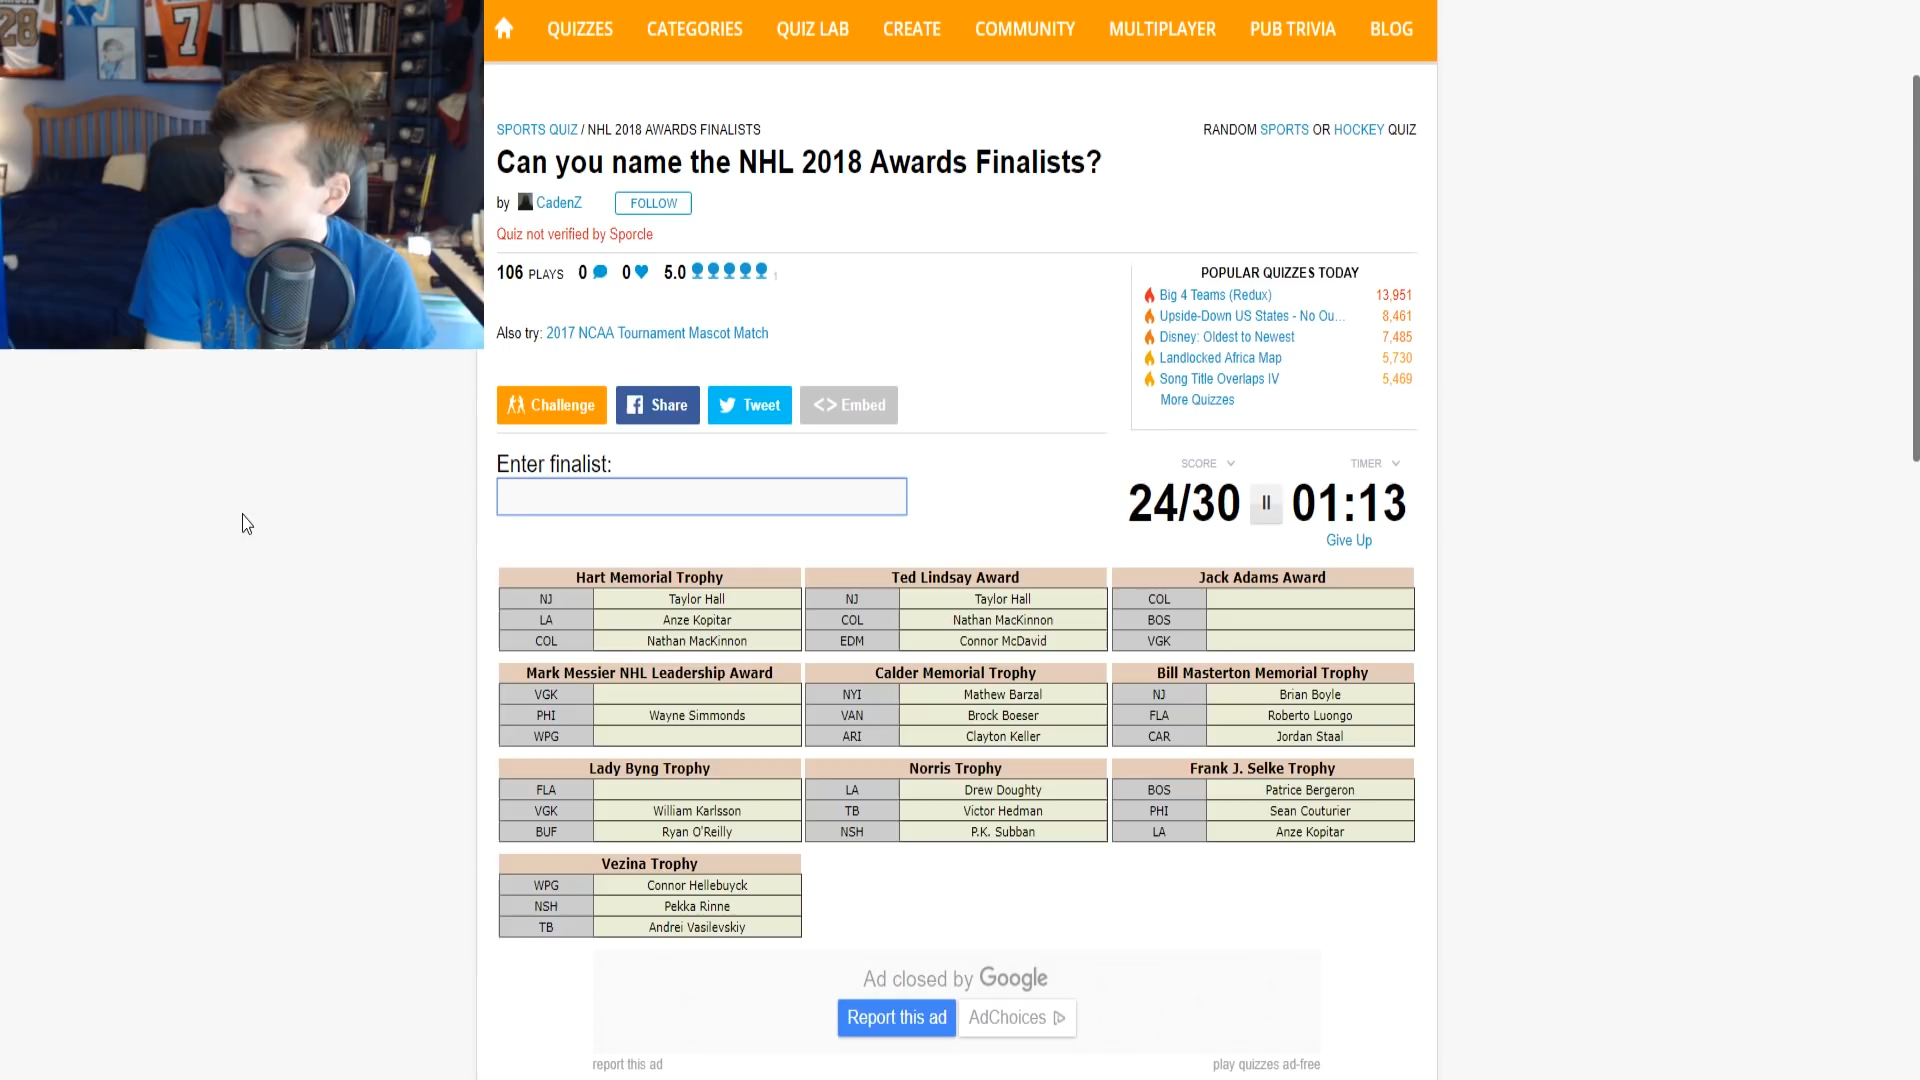 28
7
QUIZZES CATEGORIES QUIZ LAB CREATE COMMUNITY MULTIPLAYER PUB TRIVIA BLOG
SPORTS QUIZ / NHL 2018 AWARDS FINALISTS
RANDOM SPORTS OR HOCKEY QUIZ
Can you name the NHL 2018 Awards Finalists?
by CadenZ FOLLOW
Quiz not verified by Sporcle
106 PLAYS 0 0 5.0 1
Also try: 2017 NCAA Tournament Mascot Match
POPULAR QUIZZES TODAY
Big 4 Teams (Redux) 13,951
Upside-Down US States - No Ou... 8,461
Disney: Oldest to Newest 7,485
Landlocked Africa Map 5,730
Song Title Overlaps IV 5,469
More Quizzes
Challenge Share Tweet <> Embed
Enter finalist:
SCORE TIMER
24/30 01:13
Give Up
Hart Memorial Trophy
NJ Taylor Hall
LA Anze Kopitar
COL Nathan MacKinnon
Ted Lindsay Award
NJ Taylor Hall
COL Nathan MacKinnon
EDM Connor McDavid
Jack Adams Award
COL
BOS
VGK
Mark Messier NHL Leadership Award
VGK
PHI Wayne Simmonds
WPG
Calder Memorial Trophy
NYI Mathew Barzal
VAN Brock Boeser
ARI Clayton Keller
Bill Masterton Memorial Trophy
NJ Brian Boyle
FLA Roberto Luongo
CAR Jordan Staal
Lady Byng Trophy
FLA
VGK William Karlsson
BUF Ryan O'Reilly
Norris Trophy
LA Drew Doughty
TB Victor Hedman
NSH P.K. Subban
Frank J. Selke Trophy
BOS Patrice Bergeron
PHI Sean Couturier
LA Anze Kopitar
Vezina Trophy
WPG Connor Hellebuyck
NSH Pekka Rinne
TB Andrei Vasilevskiy
Ad closed by Google
Report this ad AdChoices
report this ad
play quizzes ad-free